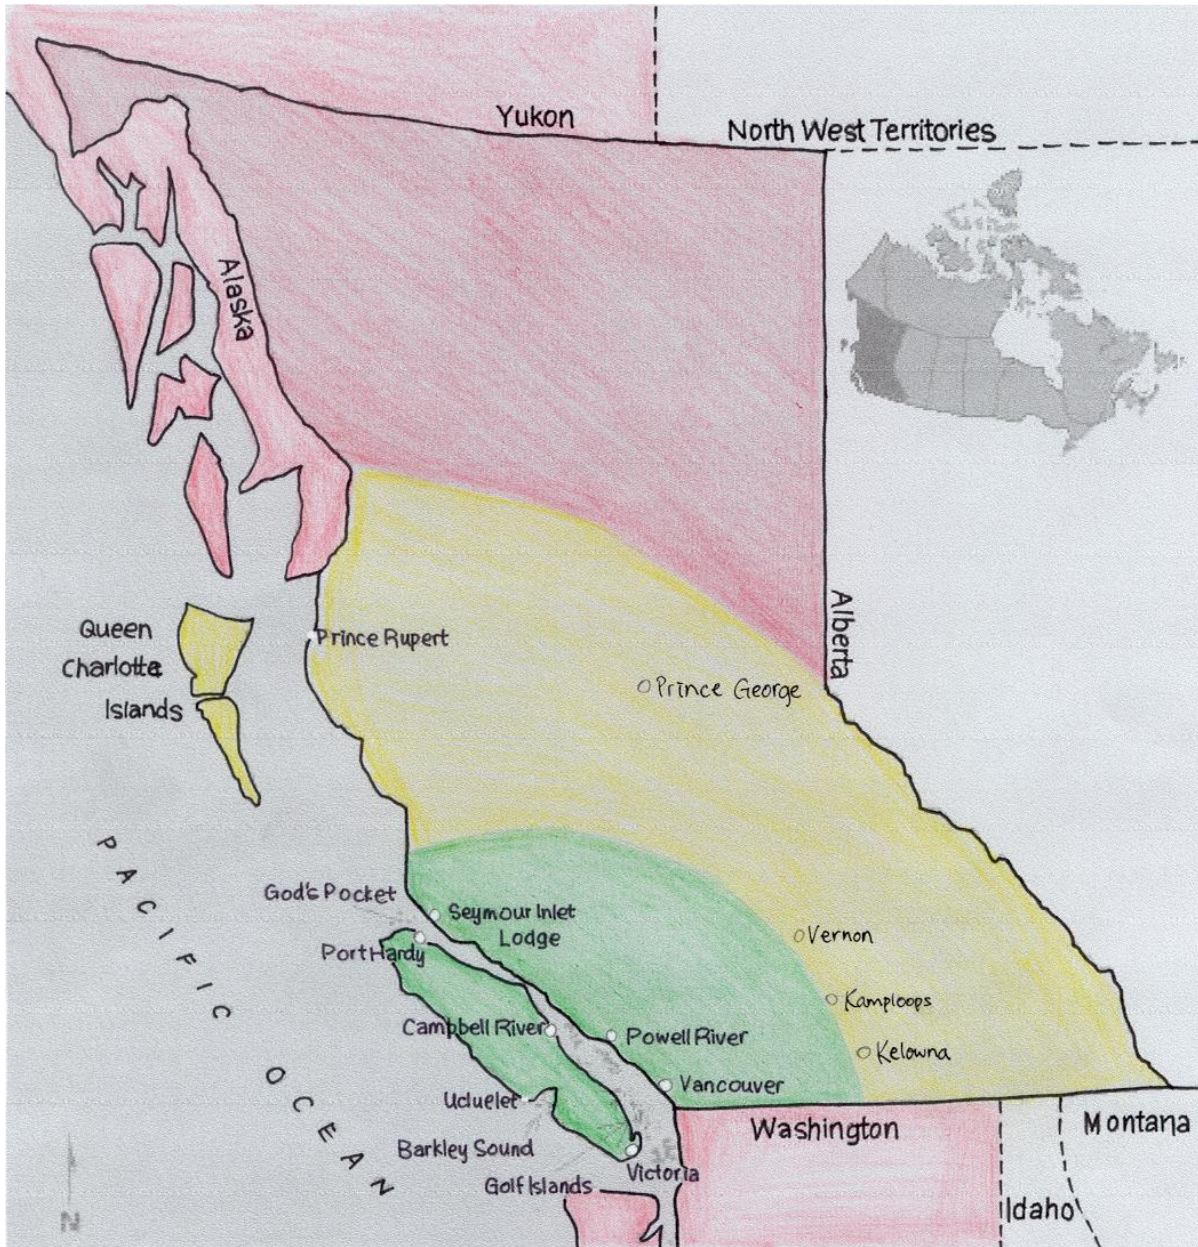 Yukon
North West Territories
Alaska
Alberta
Queen
Charlotte
Islands
Prince Rupert
Prince George
PACIFIC OCEAN
God's Pocket
Seymour Inlet
Lodge
Port Hardy
Vernon
Kamploops
Campbell River
Powell River
Kelowna
Ucluelet
Vancouver
Barkley Sound
Victoria
Golf Islands
Washington
Montana
Idaho
N